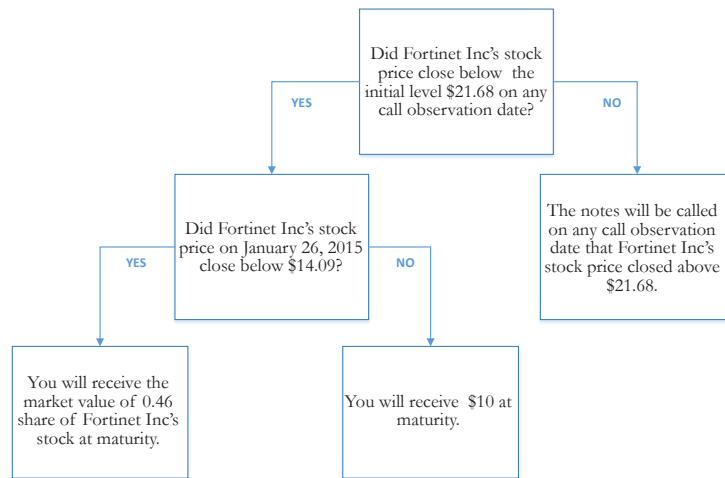 Did Fortinet Inc's stock
price close below the
initial level $21.68 on any
call observation date?
YES
NO
Did Fortinet Inc's stock
price on January 26, 2015
close below $14.09?
The notes will be called
on any call observation
date that Fortinet Inc's
stock price closed above
$21.68.
YES
NO
You will receive the
market value of 0.46
share of Fortinet Inc's
stock at maturity.
You will receive $10 at
maturity.